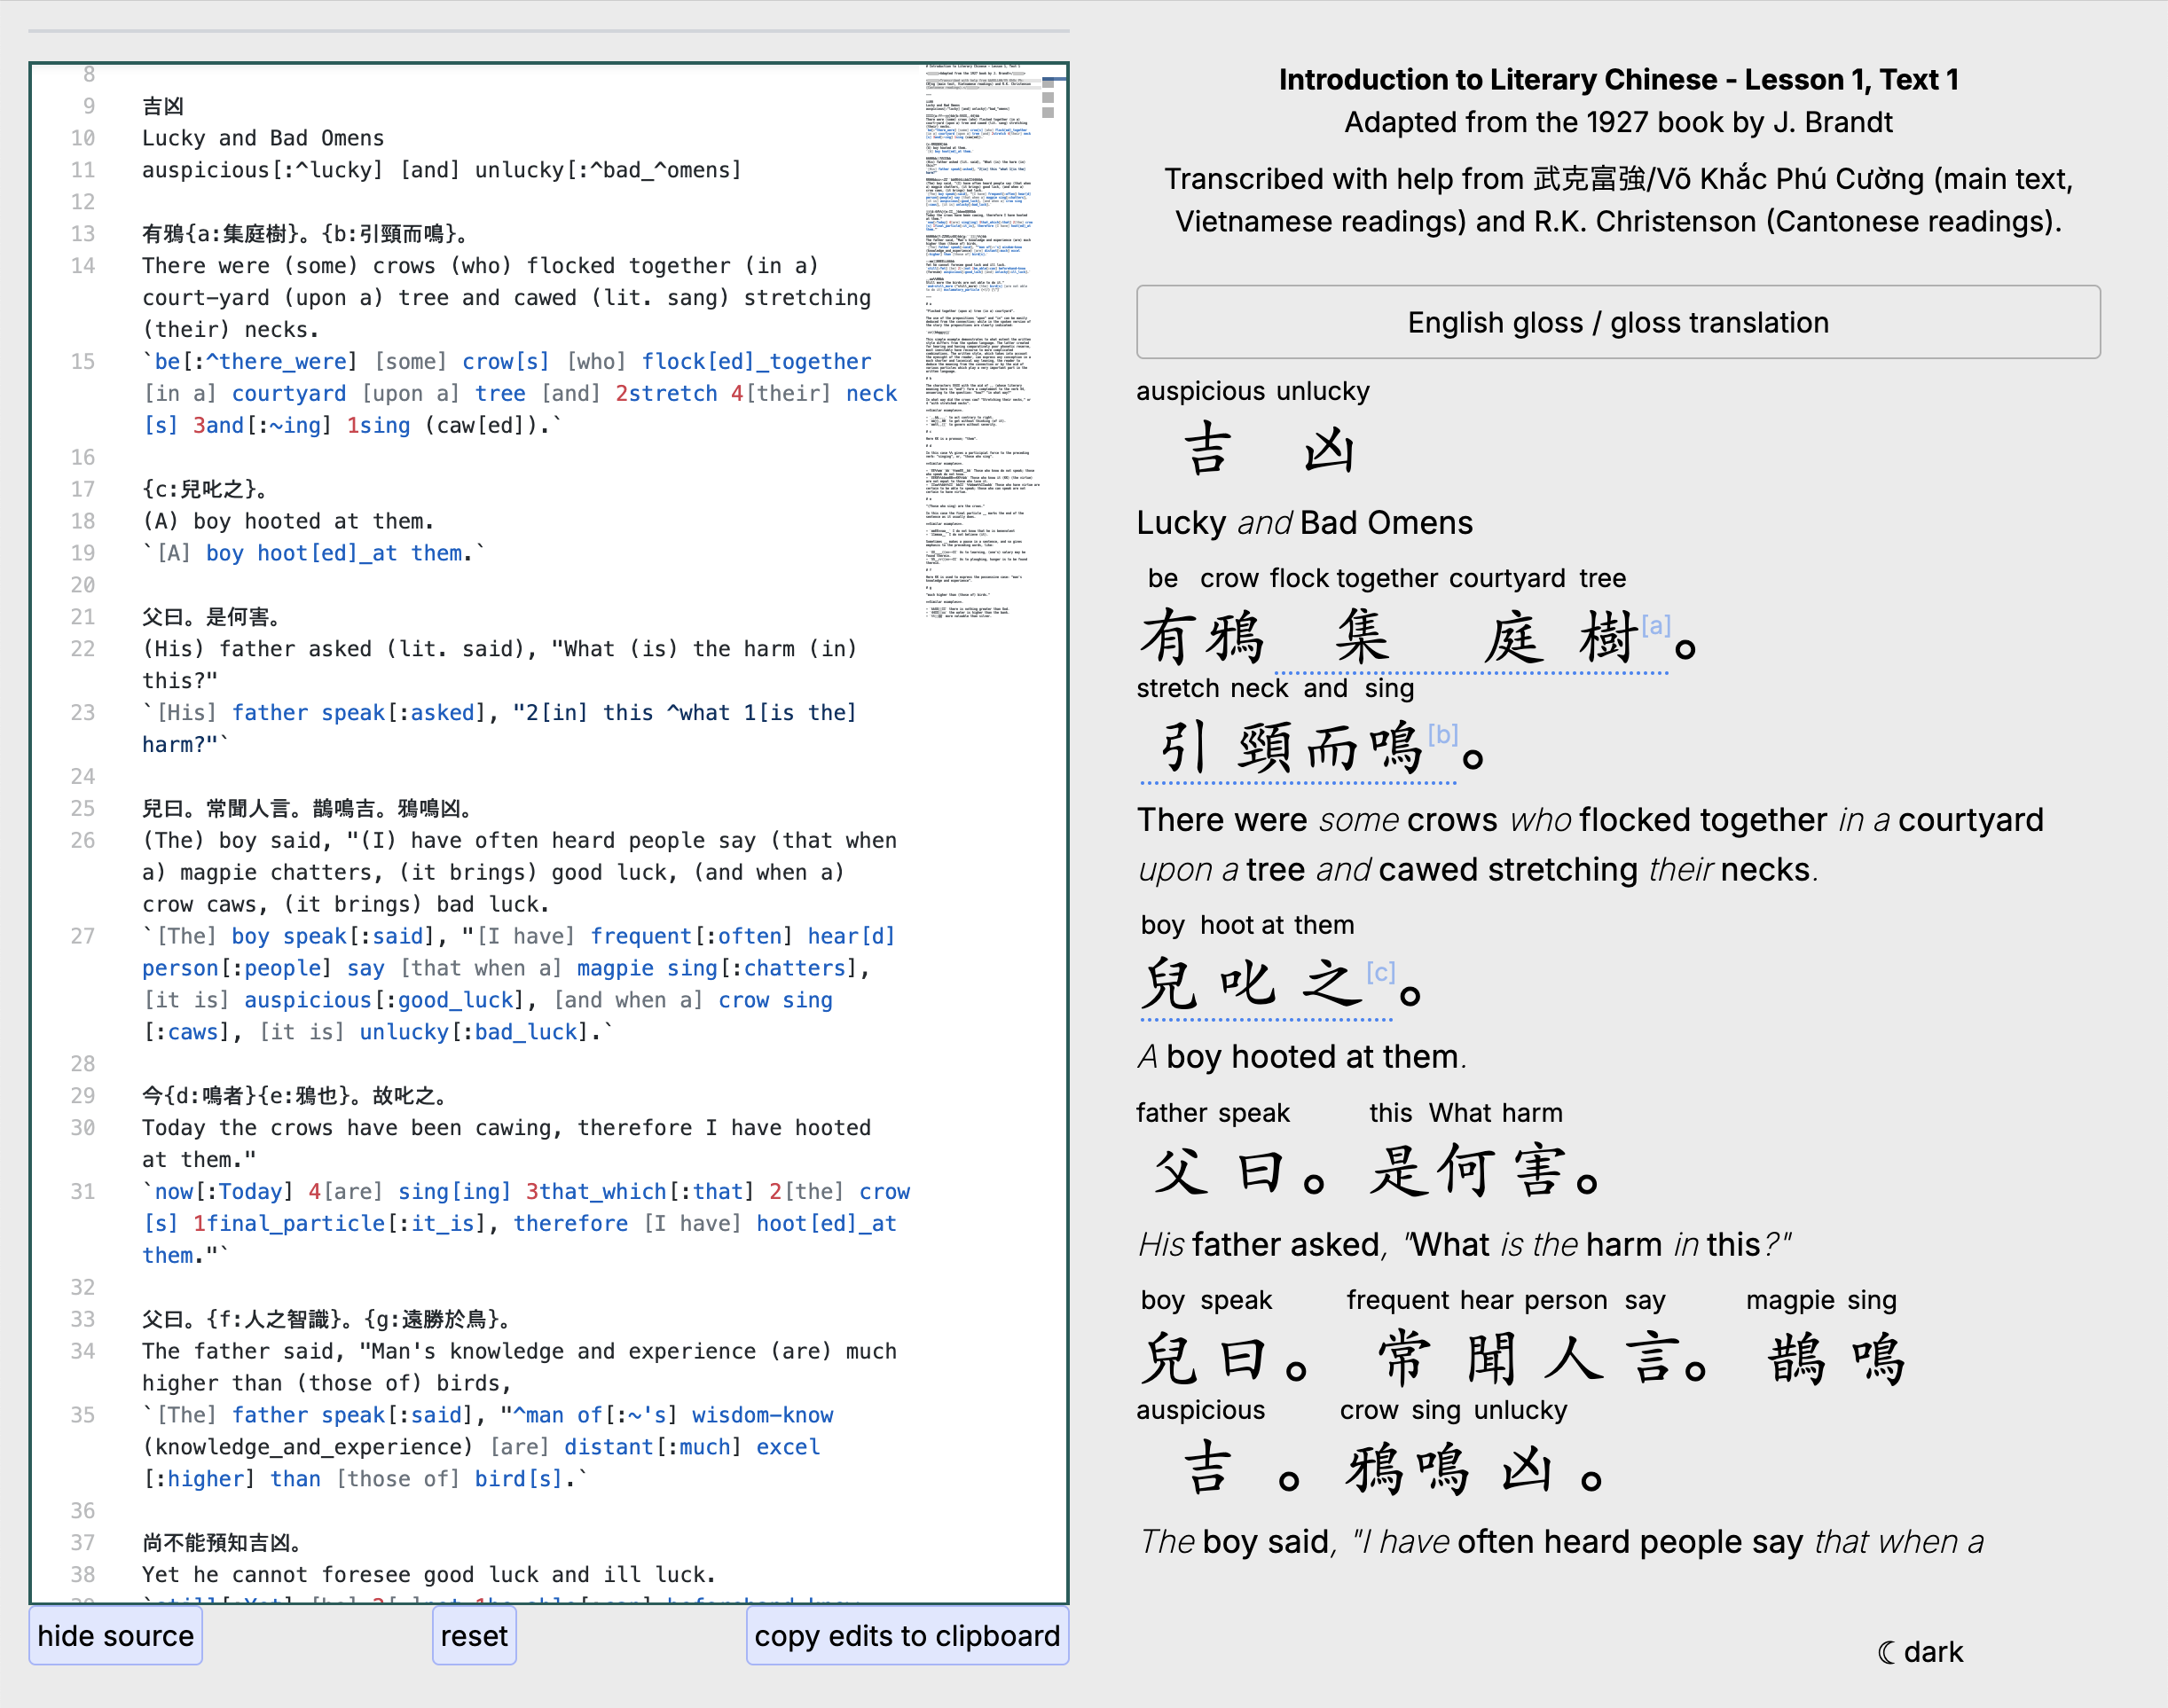 8
9 吉凶
10 Lucky and Bad Omens
11 auspicious[:^lucky] [and] unlucky[:^bad_^omens]
12
13 有鴉{a:集庭樹}。{b:引頸而鳴}。
14 There were (some) crows (who) flocked together (in a)
court-yard (upon a) tree and cawed (lit. sang) stretching
(their) necks.
15 `be[:^there_were] [some] crow[s] [who] flock[ed]_together
[in a] courtyard [upon a] tree [and] 2stretch 4[their] neck
[s] 3and[:~ing] 1sing (caw[ed]).`
16
17 {c:兒叱之}。
18 (A) boy hooted at them.
19 `[A] boy hoot[ed]_at them.`
20
21 父曰。是何害。
22 (His) father asked (lit. said), "What (is) the harm (in)
this?"
23 `[His] father speak[:asked], "2[in] this ^what 1[is the]
harm?"`
24
25 兒曰。常聞人言。鵲鳴吉。鴉鳴凶。
26 (The) boy said, "(I) have often heard people say (that when
a) magpie chatters, (it brings) good luck, (and when a)
crow caws, (it brings) bad luck.
27 `[The] boy speak[:said], "[I have] frequent[:often] hear[d]
person[:people] say [that when a] magpie sing[:chatters],
[it is] auspicious[:good_luck], [and when a] crow sing
[:caws], [it is] unlucky[:bad_luck].`
28
29 今{d:鳴者}{e:鴉也}。故叱之。
30 Today the crows have been cawing, therefore I have hooted
at them."
31 `now[:Today] 4[are] sing[ing] 3that_which[:that] 2[the] crow
[s] 1final_particle[:it_is], therefore [I have] hoot[ed]_at
them."`
32
33 父曰。{f:人之智識}。{g:遠勝於鳥}。
34 The father said, "Man's knowledge and experience (are) much
higher than (those of) birds,
35 `[The] father speak[:said], "^man of[:~'s] wisdom-know
(knowledge_and_experience) [are] distant[:much] excel
[:higher] than [those of] bird[s].`
36
37 尚不能預知吉凶。
38 Yet he cannot foresee good luck and ill luck.
hide source
reset
copy edits to clipboard
Introduction to Literary Chinese - Lesson 1, Text 1
Adapted from the 1927 book by J. Brandt
Transcribed with help from 武克富強/Võ Khắc Phú Cường (main text,
Vietnamese readings) and R.K. Christenson (Cantonese readings).
English gloss / gloss translation
auspicious unlucky
吉 凶
Lucky and Bad Omens
be crow flock together courtyard tree
有鴉 集 庭 樹[a]。
stretch neck and sing
引 頸而鳴[b]。
There were some crows who flocked together in a courtyard
upon a tree and cawed stretching their necks.
boy hoot at them
兒 叱 之[c]。
A boy hooted at them.
father speak this What harm
父 曰。是何 害。
His father asked, "What is the harm in this?"
boy speak frequent hear person say magpie sing
兒 曰。 常 聞 人 言。 鵲 鳴
auspicious crow sing unlucky
吉 。鴉鳴 凶 。
The boy said, "I have often heard people say that when a
dark